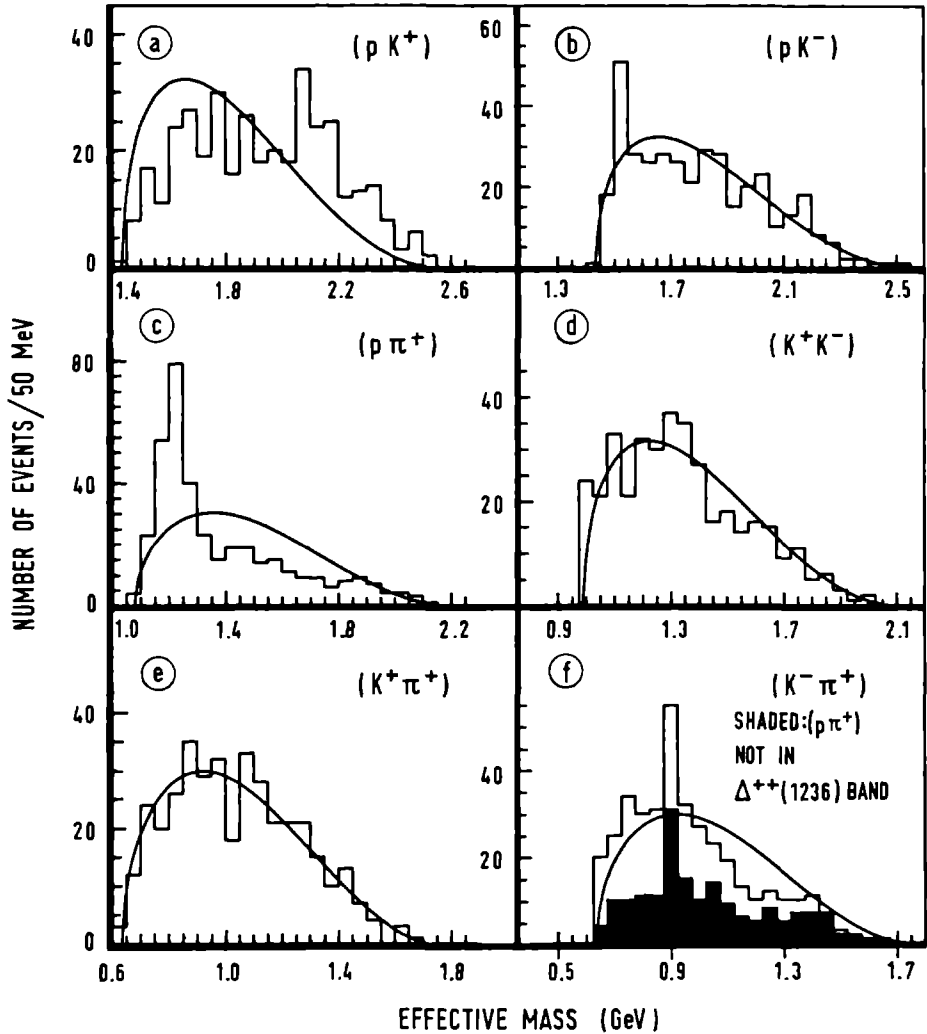 NUMBER OF EVENTS/50 MeV
a
(pK⁺)
40
20
0
1.4 1.8 2.2 2.6
b
(pK⁻)
60
40
20
0
1.3 1.7 2.1 2.5
c
(pπ⁺)
80
40
0
1.0 1.4 1.8 2.2
d
(K⁺K⁻)
40
20
0.9 1.3 1.7 2.1
e
(K⁺π⁺)
40
20
0
0.6 1.0 1.4 1.8
f
(K⁻π⁺)
SHADED:(pπ⁺)
NOT IN
Δ⁺⁺(1236) BAND
40
20
0.5 0.9 1.3 1.7
EFFECTIVE MASS (GeV)